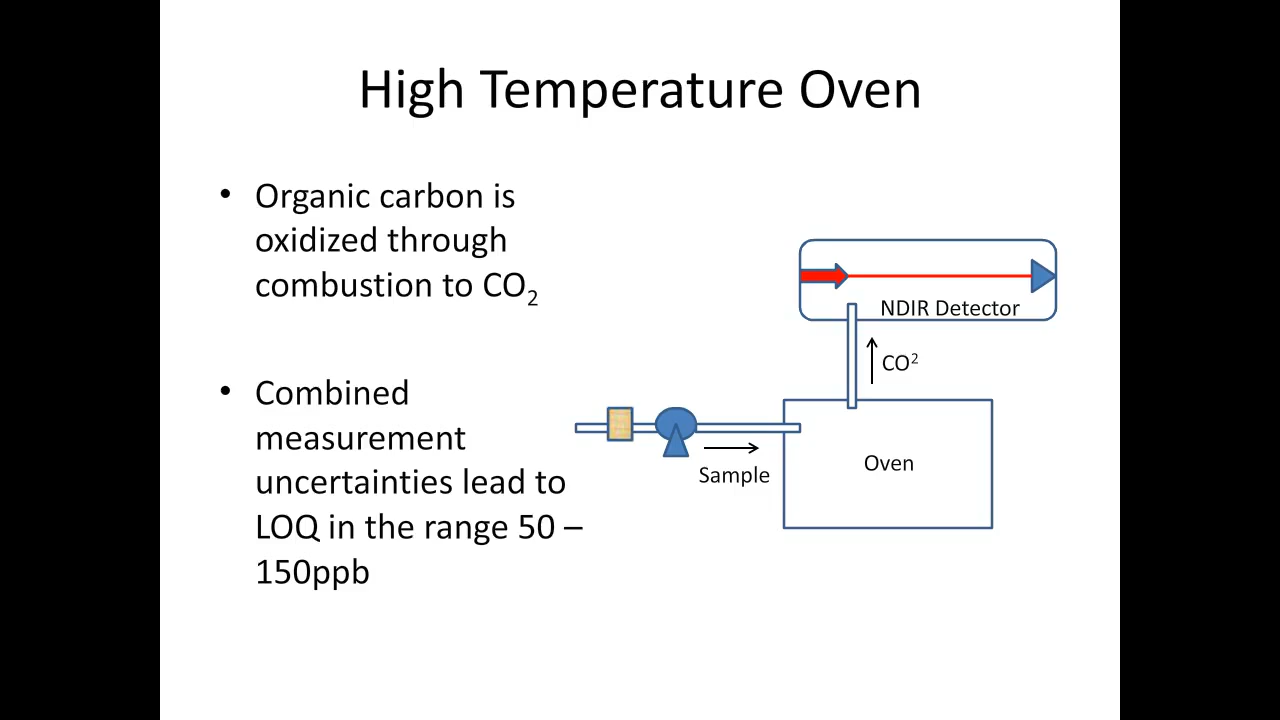 High Temperature Oven
• Organic carbon is
oxidized through
combustion to CO₂
• Combined
measurement
uncertainties lead to
LOQ in the range 50 –
150ppb
NDIR Detector
CO²
Sample
Oven